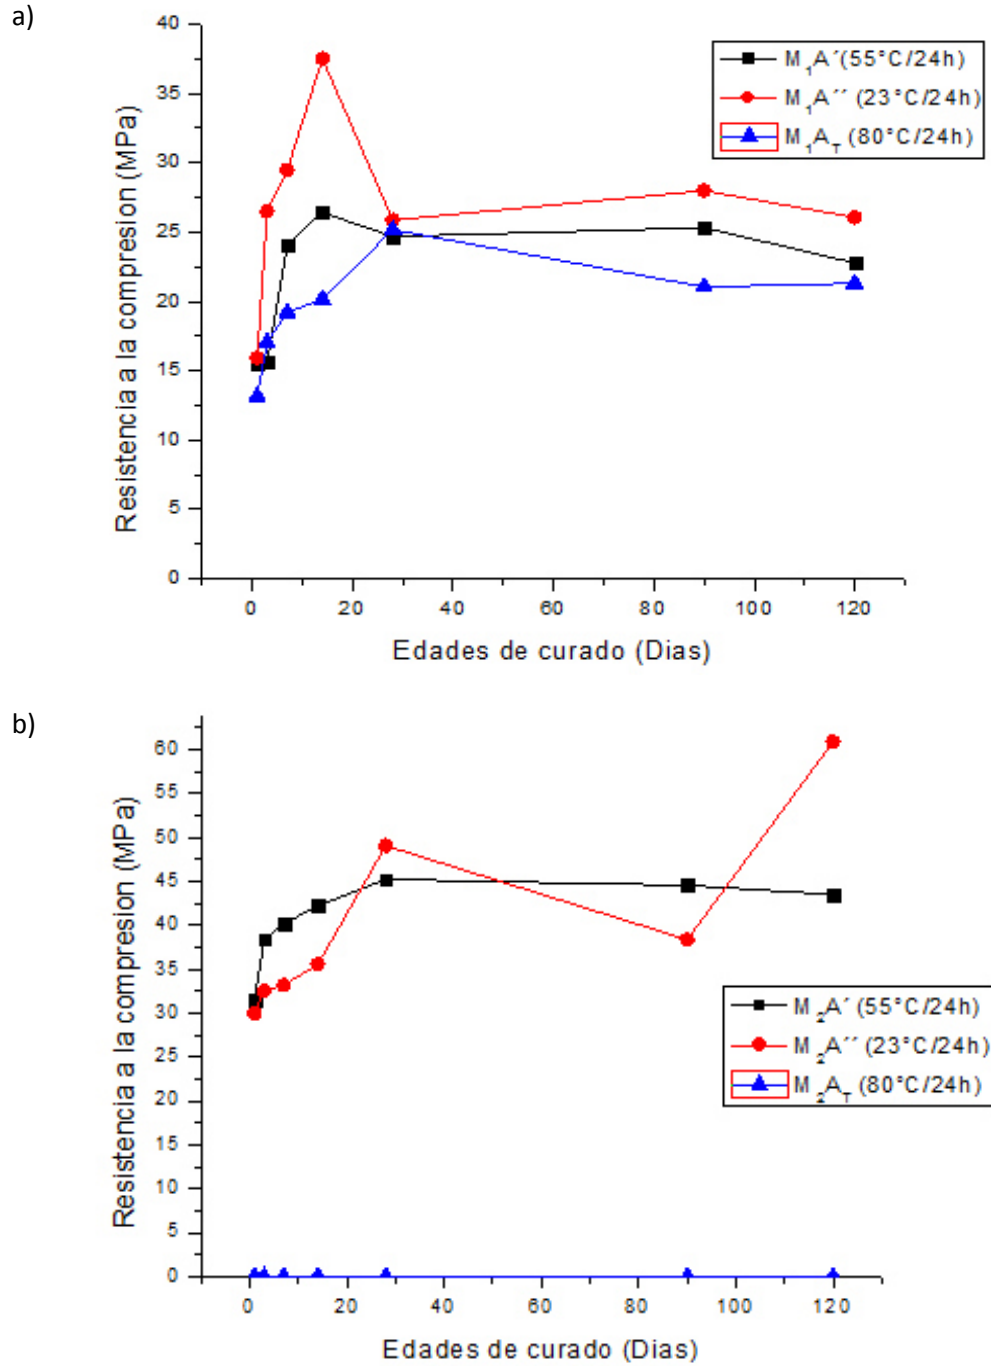 a)
40
35
30
25
20
15
10
5
0
Resistencia a la compresion (MPa)
M1A´(55°C/24h)
M1A´´ (23°C/24h)
M1AT (80°C/24h)
0 20 40 60 80 100 120
Edades de curado (Dias)
b)
60
55
50
45
40
35
30
25
20
15
10
5
0
Resistencia a la compresion (MPa)
M2A´ (55°C/24h)
M2A´´ (23°C/24h)
M2AT (80°C/24h)
0 20 40 60 80 100 120
Edades de curado (Dias)